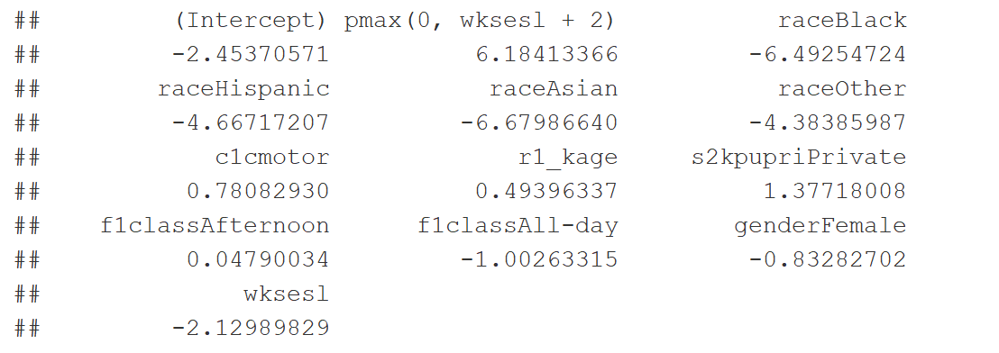 ##          (Intercept) pmax(0, wksesl + 2)           raceBlack
##          -2.45370571          6.18413366         -6.49254724
##         raceHispanic           raceAsian           raceOther
##          -4.66717207         -6.67986640         -4.38385987
##             c1cmotor             r1_kage     s2kpupriPrivate
##           0.78082930          0.49396337          1.37718008
##     f1classAfternoon      f1classAll-day        genderFemale
##           0.04790034         -1.00263315         -0.83282702
##               wksesl
##          -2.12989829